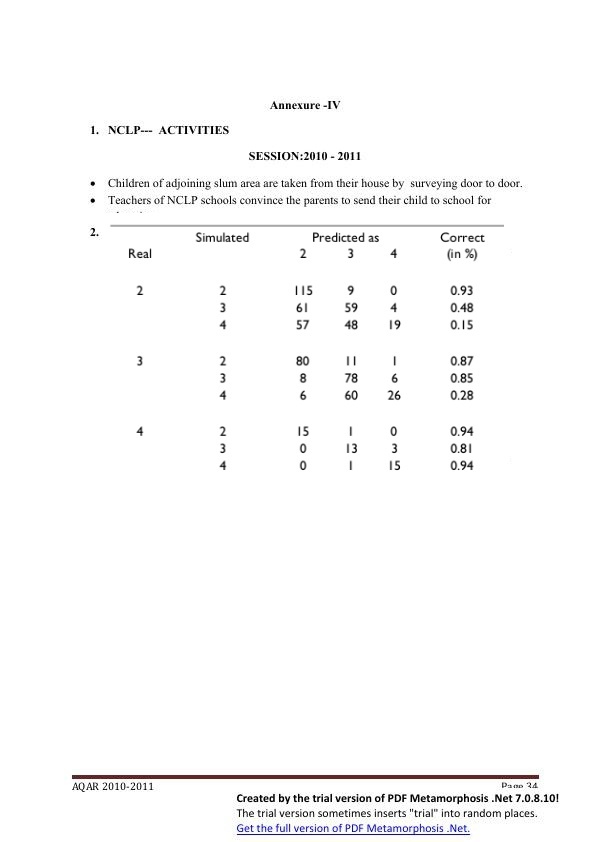 Annexure -IV
1. NCLP--- ACTIVITIES
SESSION:2010 - 2011
• Children of adjoining slum area are taken from their house by surveying door to door.
• Teachers of NCLP schools convince the parents to send their child to school for
2.
Simulated Predicted as Correct
Real 2 3 4 (in %)
2 2 115 9 0 0.93
3 61 59 4 0.48
4 57 48 19 0.15
3 2 80 11 1 0.87
3 8 78 6 0.85
4 6 60 26 0.28
4 2 15 1 0 0.94
3 0 13 3 0.81
4 0 1 15 0.94
AQAR 2010-2011 Page 34
Created by the trial version of PDF Metamorphosis .Net 7.0.8.10!
The trial version sometimes inserts "trial" into random places.
Get the full version of PDF Metamorphosis .Net.